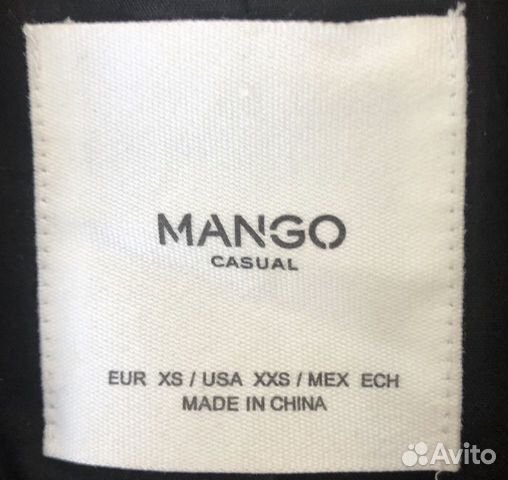 MANGO
CASUAL
EUR XS / USA XXS / MEX ECH
MADE IN CHINA
Avito